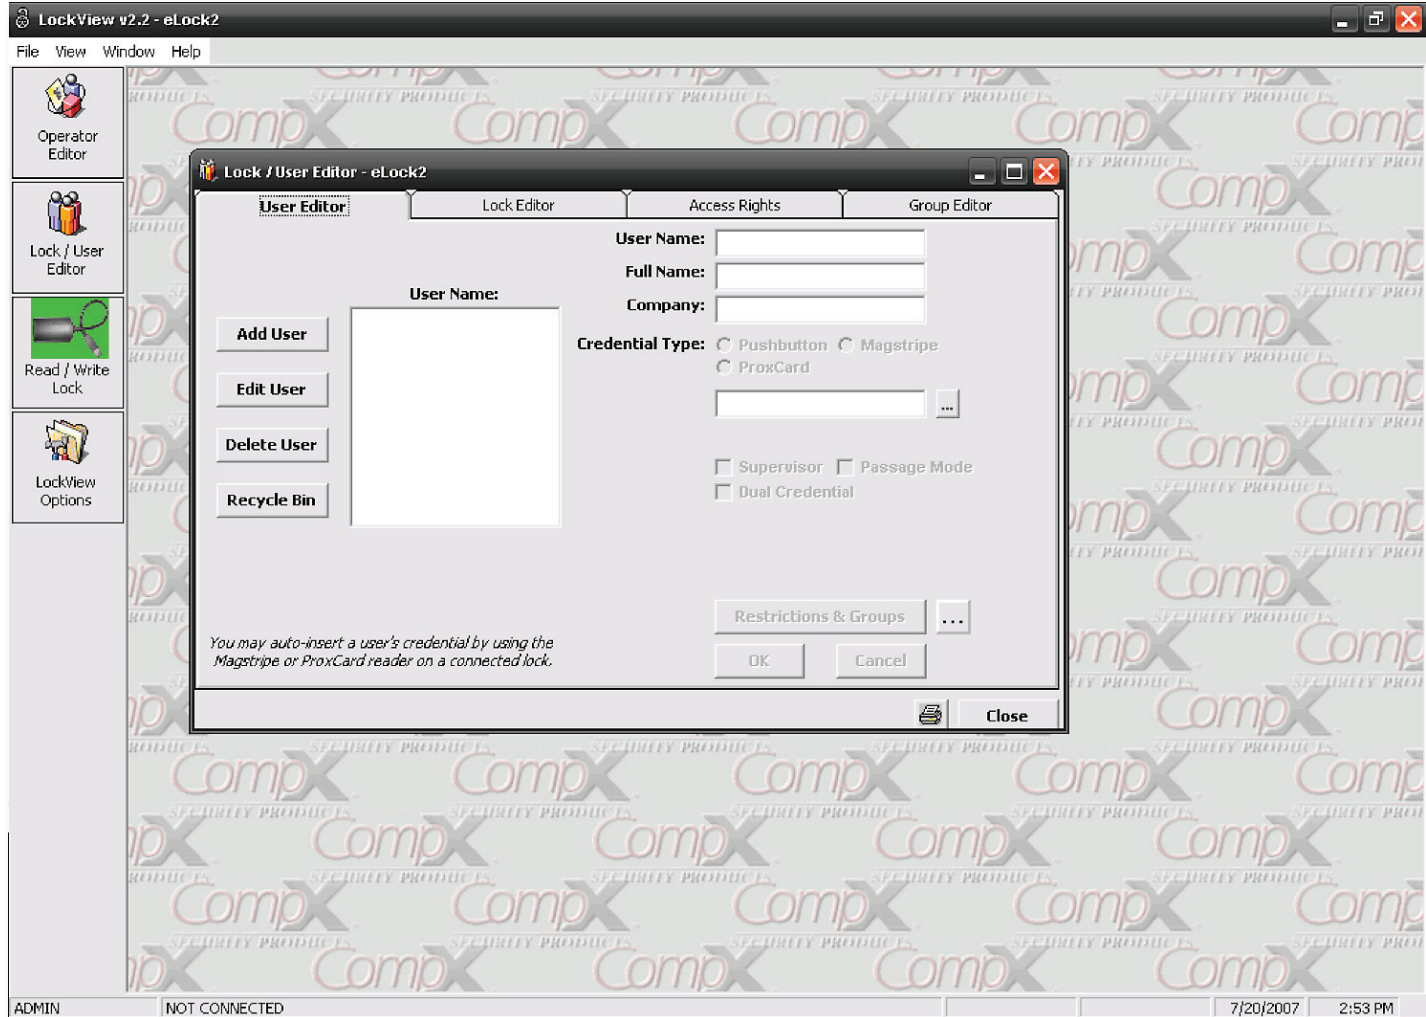 LockView v2.2 - eLock2
File View Window Help
Operator
Editor
Lock / User
Editor
Read / Write
Lock
LockView
Options
Lock / User Editor - eLock2
User Editor Lock Editor Access Rights Group Editor
User Name:
Full Name:
Company:
User Name:
Add User
Edit User
Delete User
Recycle Bin
Credential Type: Pushbutton Magstripe
ProxCard
...
Supervisor Passage Mode
Dual Credential
Restrictions & Groups ...
OK Cancel
You may auto-insert a user's credential by using the
Magstripe or ProxCard reader on a connected lock.
Close
CompX
SECURITY PRODUCTS
ADMIN NOT CONNECTED 7/20/2007 2:53 PM